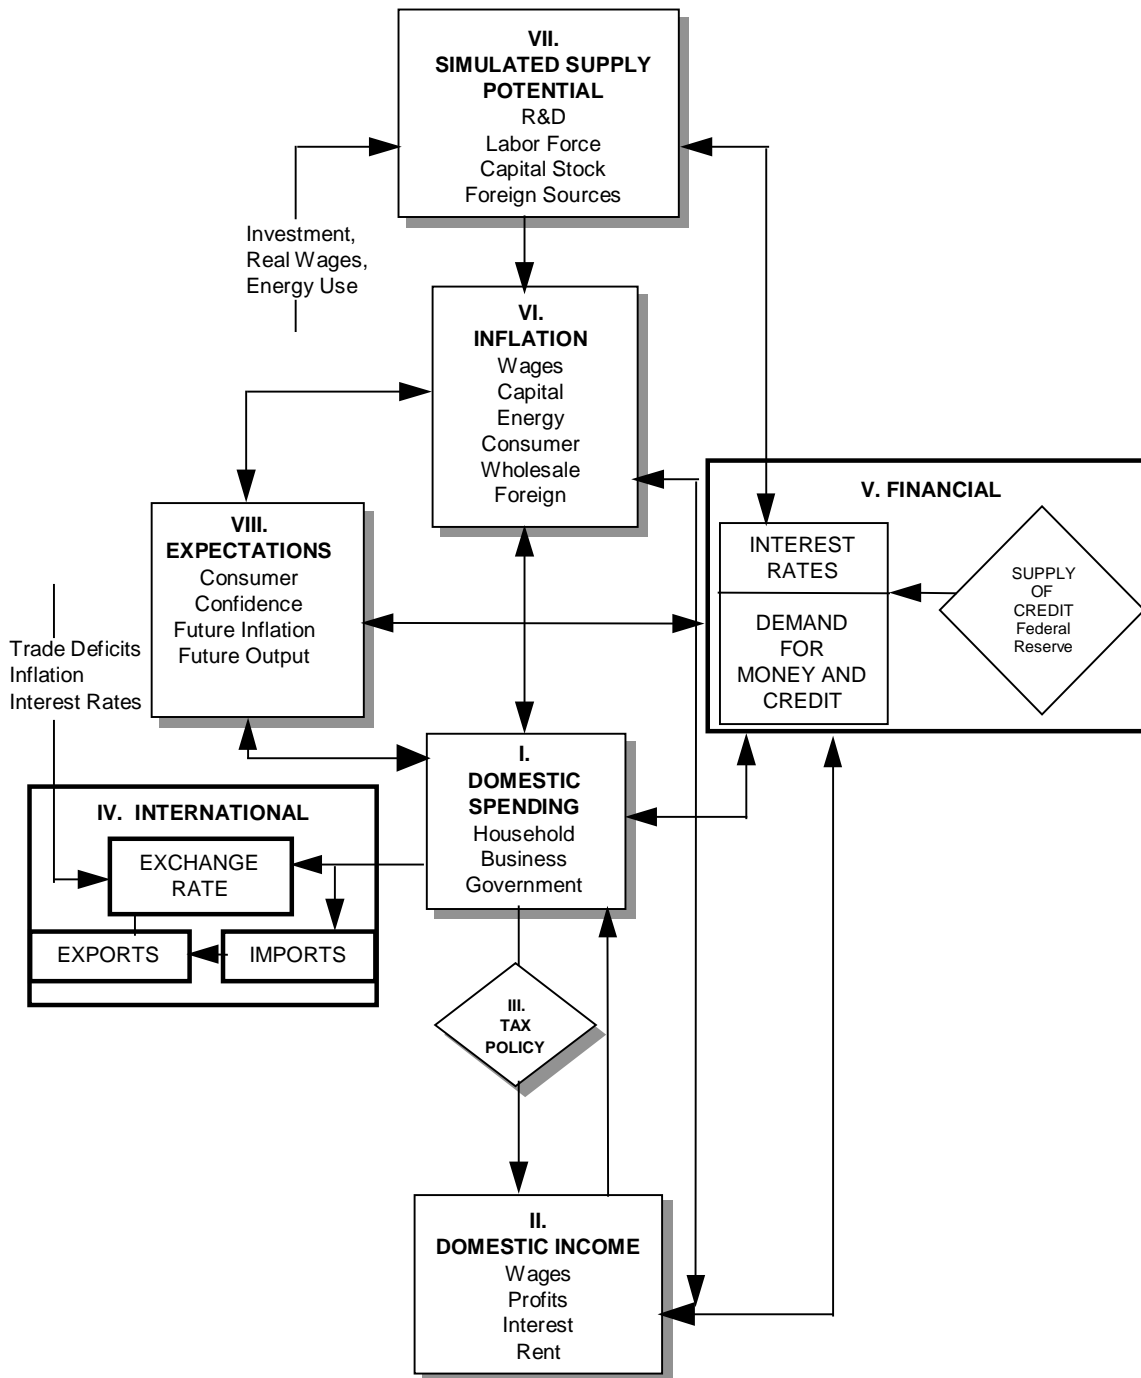 VII.
SIMULATED SUPPLY
POTENTIAL
R&D
Labor Force
Capital Stock
Foreign Sources
Investment,
Real Wages,
Energy Use
VI.
INFLATION
Wages
Capital
Energy
Consumer
Wholesale
Foreign
VIII.
EXPECTATIONS
Consumer
Confidence
Future Inflation
Future Output
V. FINANCIAL
INTEREST
RATES
DEMAND
FOR
MONEY AND
CREDIT
SUPPLY
OF
CREDIT
Federal
Reserve
Trade Deficits
Inflation
Interest Rates
I.
DOMESTIC
SPENDING
Household
Business
Government
IV. INTERNATIONAL
EXCHANGE
RATE
EXPORTS
IMPORTS
III.
TAX
POLICY
II.
DOMESTIC INCOME
Wages
Profits
Interest
Rent